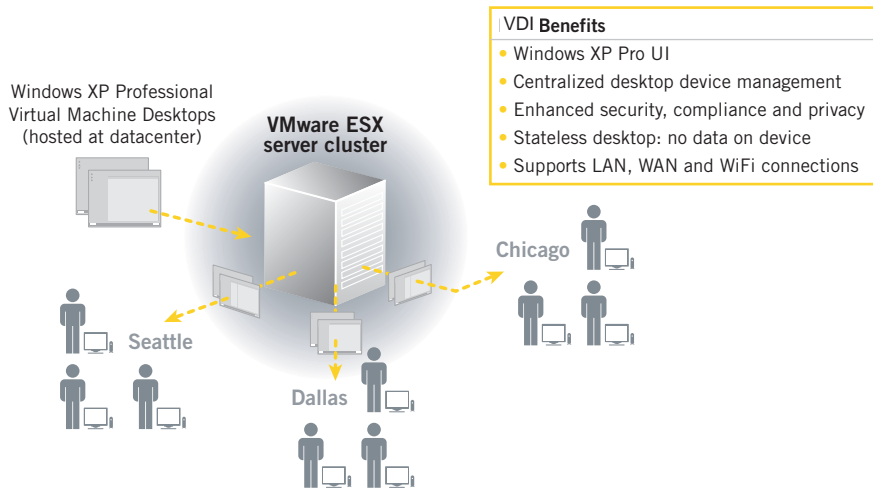 VDI Benefits
• Windows XP Pro UI
• Centralized desktop device management
• Enhanced security, compliance and privacy
• Stateless desktop: no data on device
• Supports LAN, WAN and WiFi connections
Windows XP Professional
Virtual Machine Desktops
(hosted at datacenter)
VMware ESX
server cluster
Chicago
Seattle
Dallas